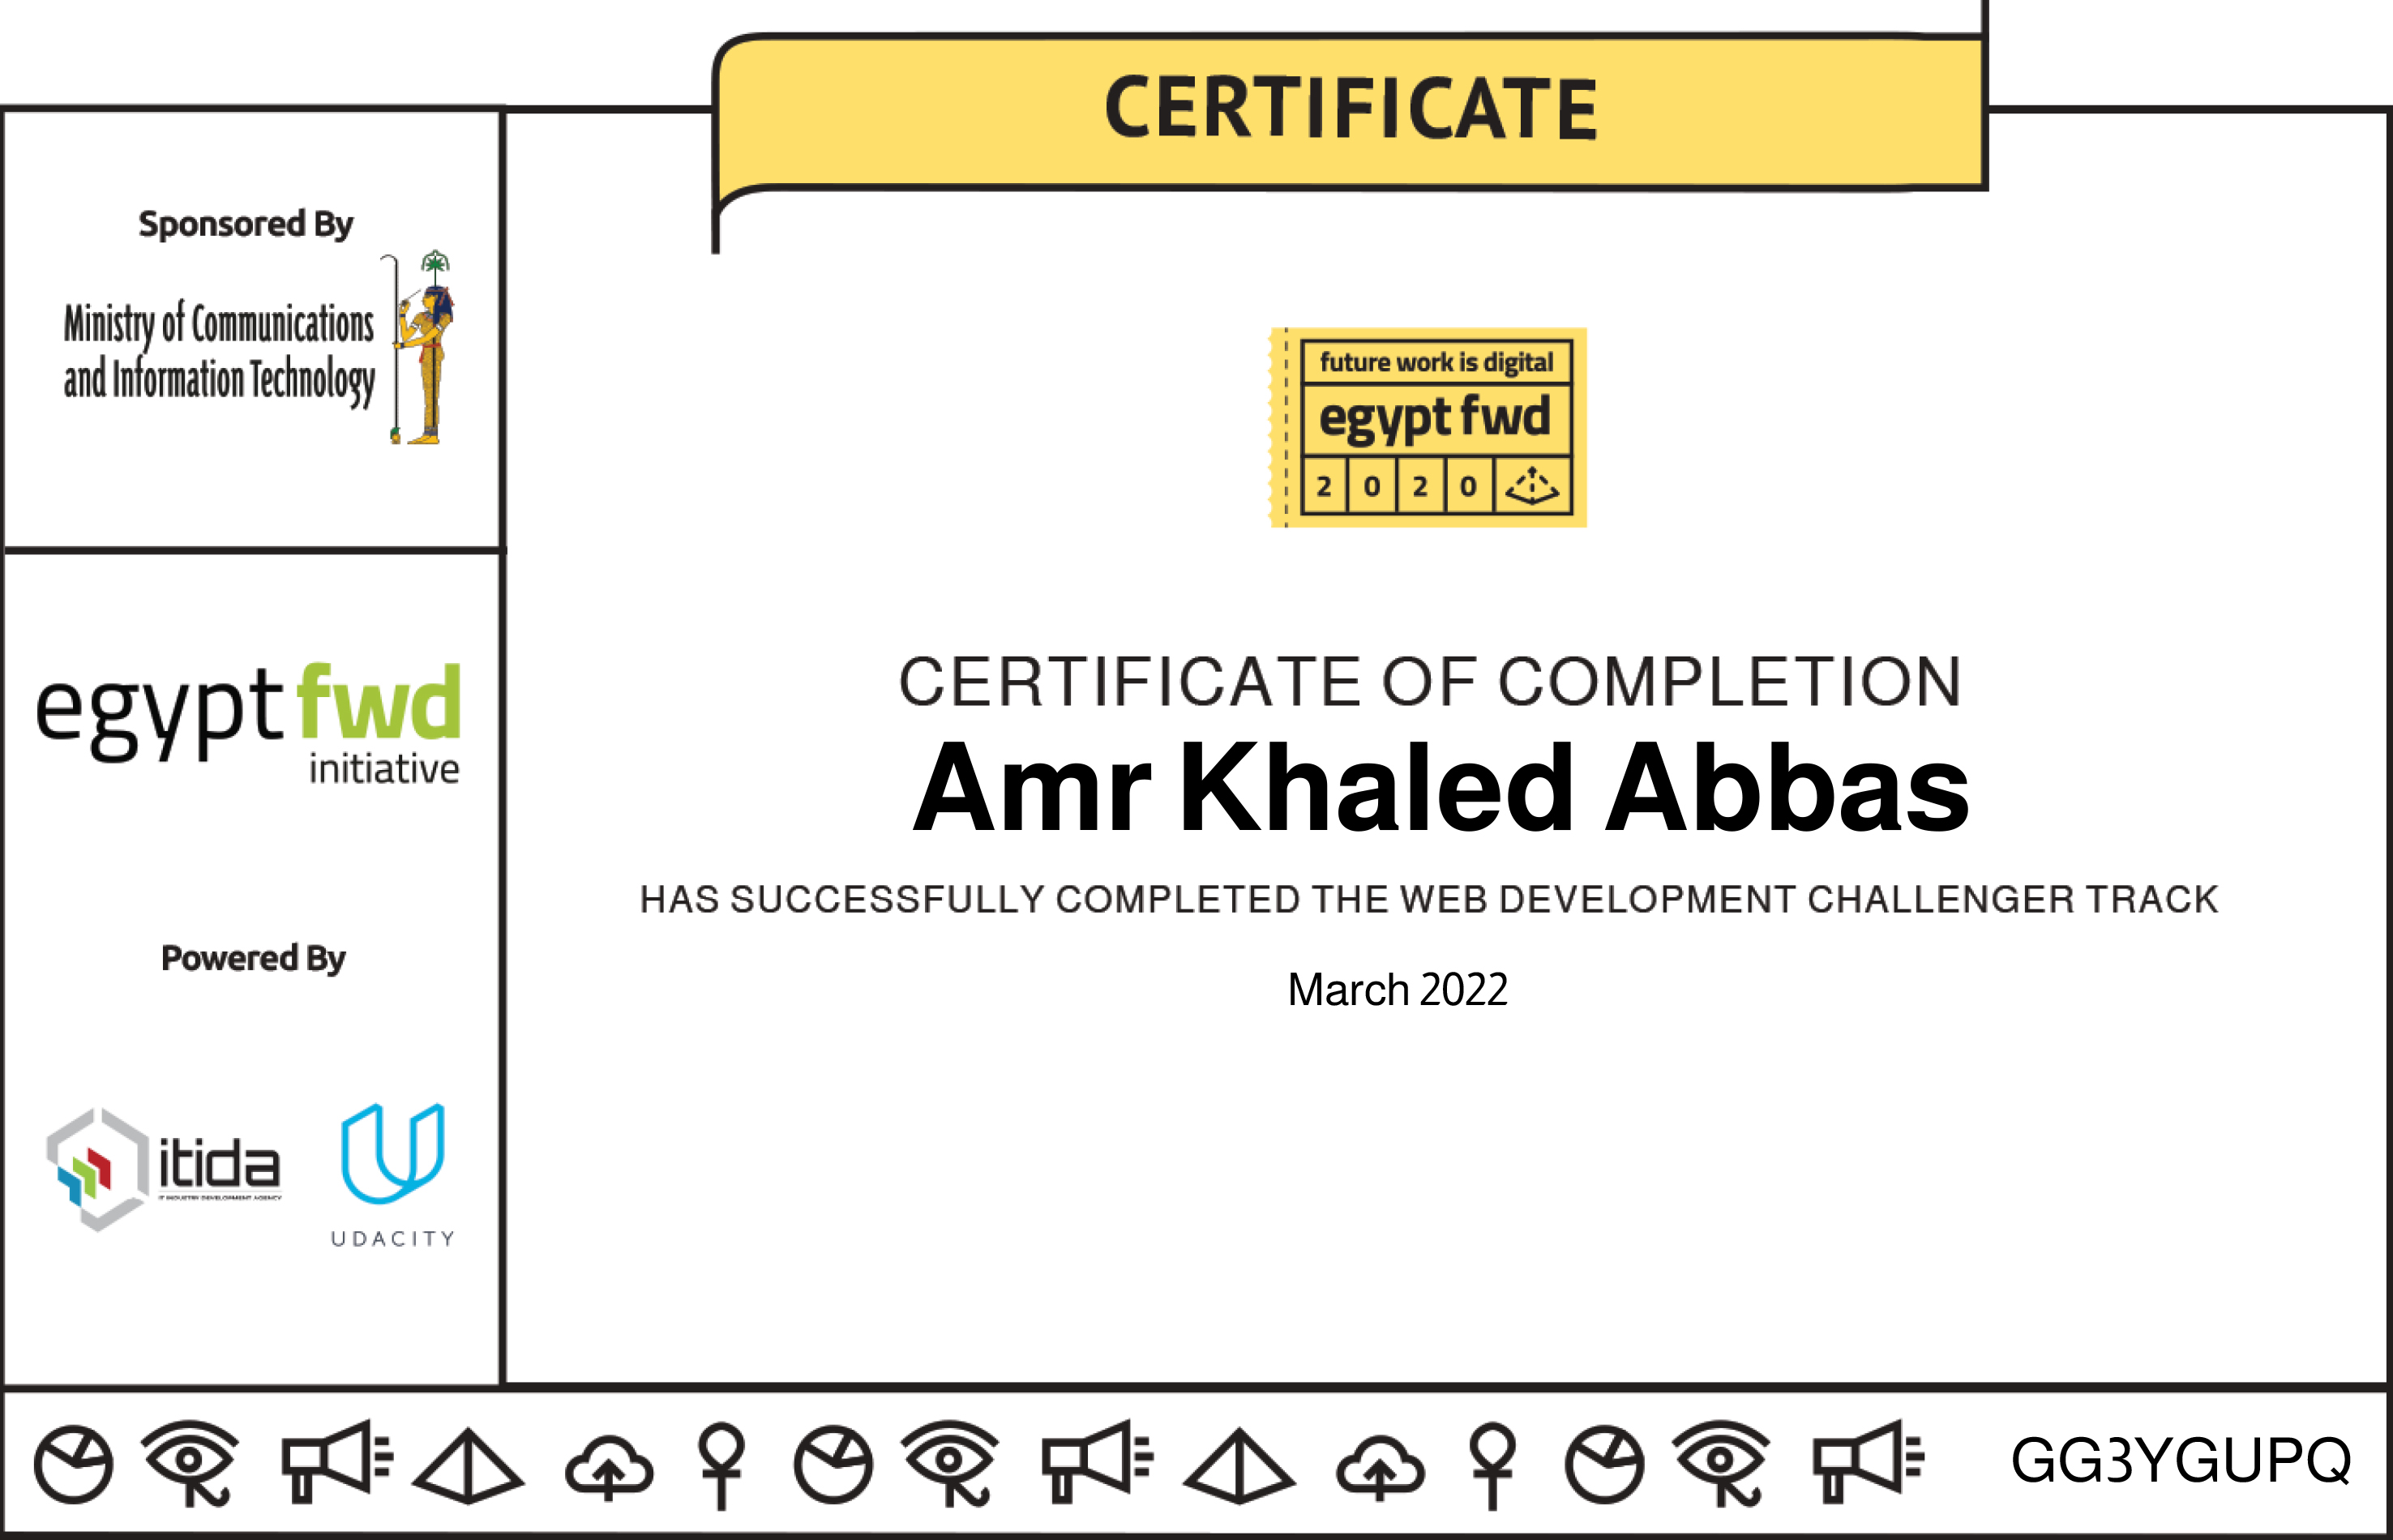 CERTIFICATE
Sponsored By
Ministry of Communications
and Information Technology
egypt fwd
initiative
Powered By
itida
IT INDUSTRY DEVELOPMENT AGENCY
UDACITY
future work is digital
egypt fwd
2 0 2 0
CERTIFICATE OF COMPLETION
Amr Khaled Abbas
HAS SUCCESSFULLY COMPLETED THE WEB DEVELOPMENT CHALLENGER TRACK
March 2022
GG3YGUPQ